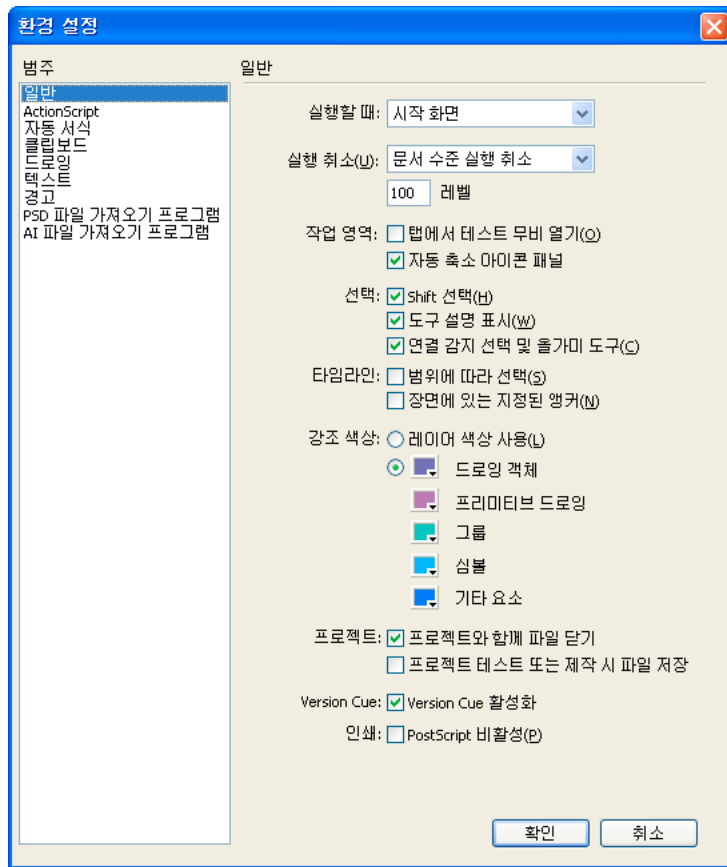 환경 설정
범주
일반
ActionScript
자동 서식
클립보드
드로잉
텍스트
경고
PSD 파일 가져오기 프로그램
AI 파일 가져오기 프로그램
일반
실행할 때: 시작 화면
실행 취소(U): 문서 수준 실행 취소
100 레벨
작업 영역: 탭에서 테스트 무비 열기(O)
자동 축소 아이콘 패널
선택: Shift 선택(H)
도구 설명 표시(W)
연결 감지 선택 및 올가미 도구(C)
타임라인: 범위에 따라 선택(S)
장면에 있는 지정된 앵커(N)
강조 색상: 레이어 색상 사용(L)
드로잉 객체
프리미티브 드로잉
그룹
심볼
기타 요소
프로젝트: 프로젝트와 함께 파일 닫기
프로젝트 테스트 또는 제작 시 파일 저장
Version Cue: Version Cue 활성화
인쇄: PostScript 비활성(P)
확인 취소